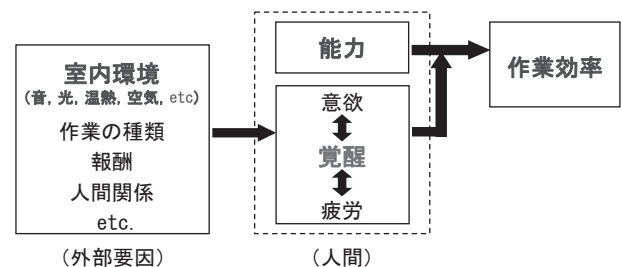 室内環境
(音, 光, 温熱, 空気, etc)
作業の種類
報酬
人間関係
etc.
(外部要因)
能力
意欲
覚醒
疲労
(人間)
作業効率